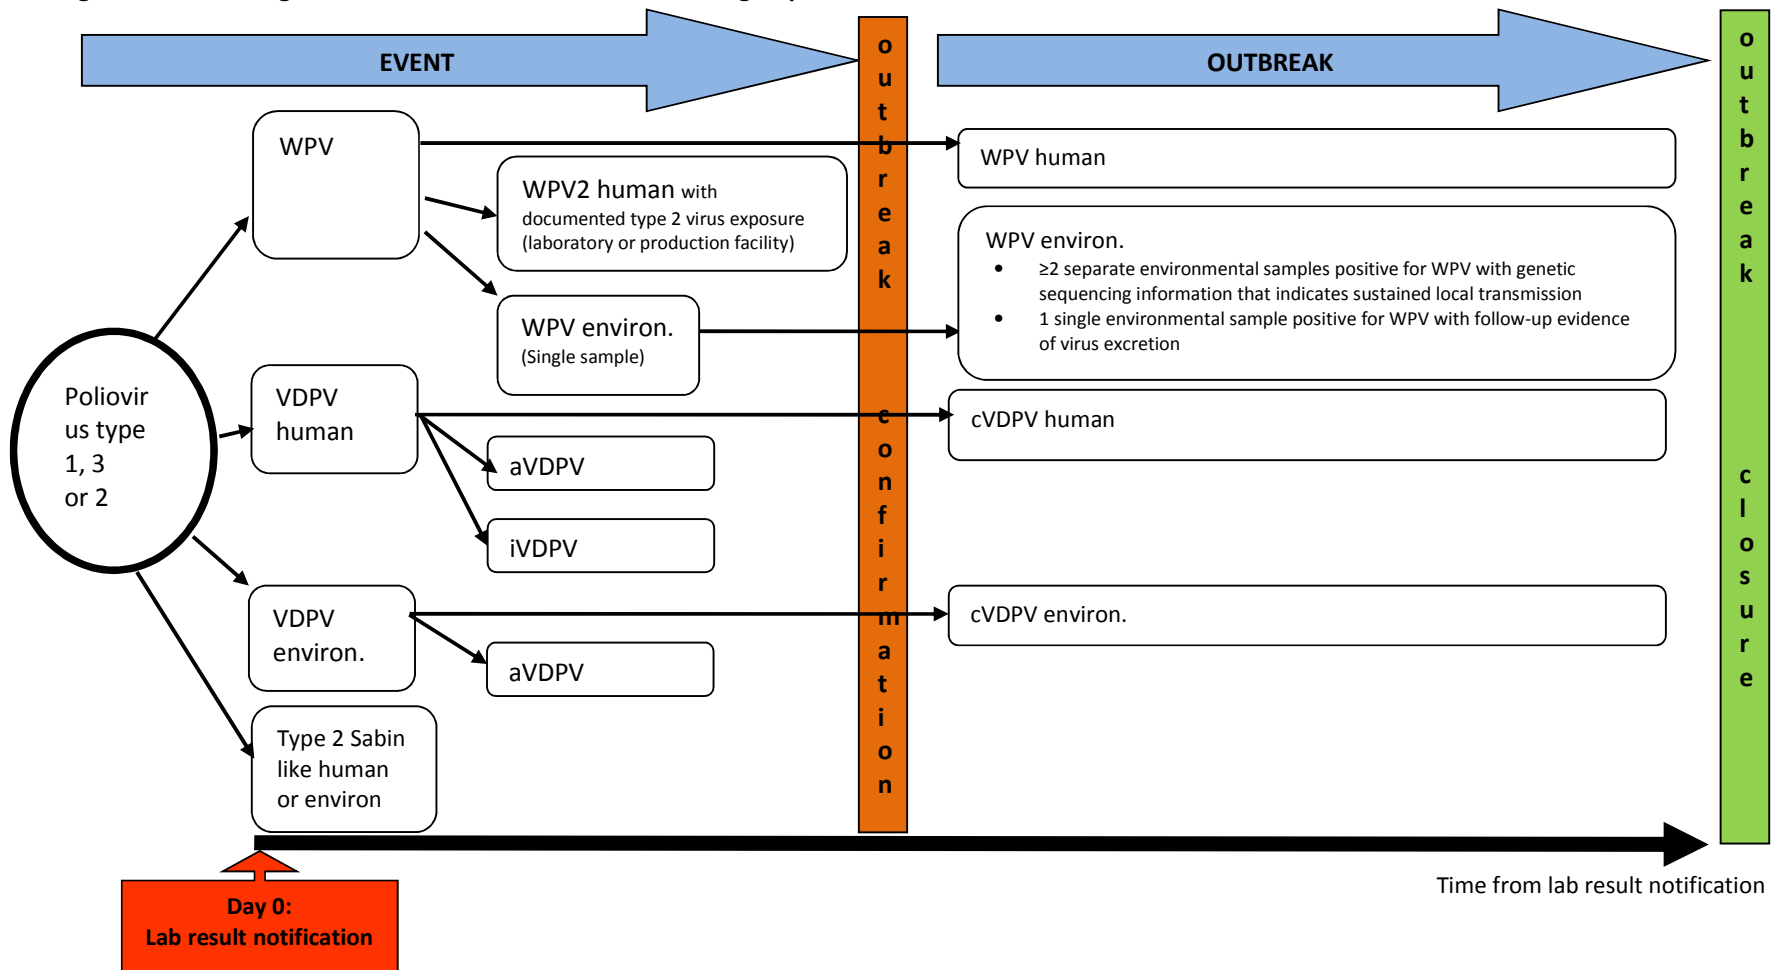 EVENT
OUTBREAK
outbreak confirmation
outbreak closure
WPV
WPV2 human with
documented type 2 virus exposure
(laboratory or production facility)
WPV environ.
(Single sample)
WPV human
WPV environ.
• ≥2 separate environmental samples positive for WPV with genetic
sequencing information that indicates sustained local transmission
• 1 single environmental sample positive for WPV with follow-up evidence
of virus excretion
Poliovir
us type
1, 3
or 2
VDPV
human
aVDPV
iVDPV
cVDPV human
VDPV
environ.
aVDPV
cVDPV environ.
Type 2 Sabin
like human
or environ
Time from lab result notification
Day 0:
Lab result notification